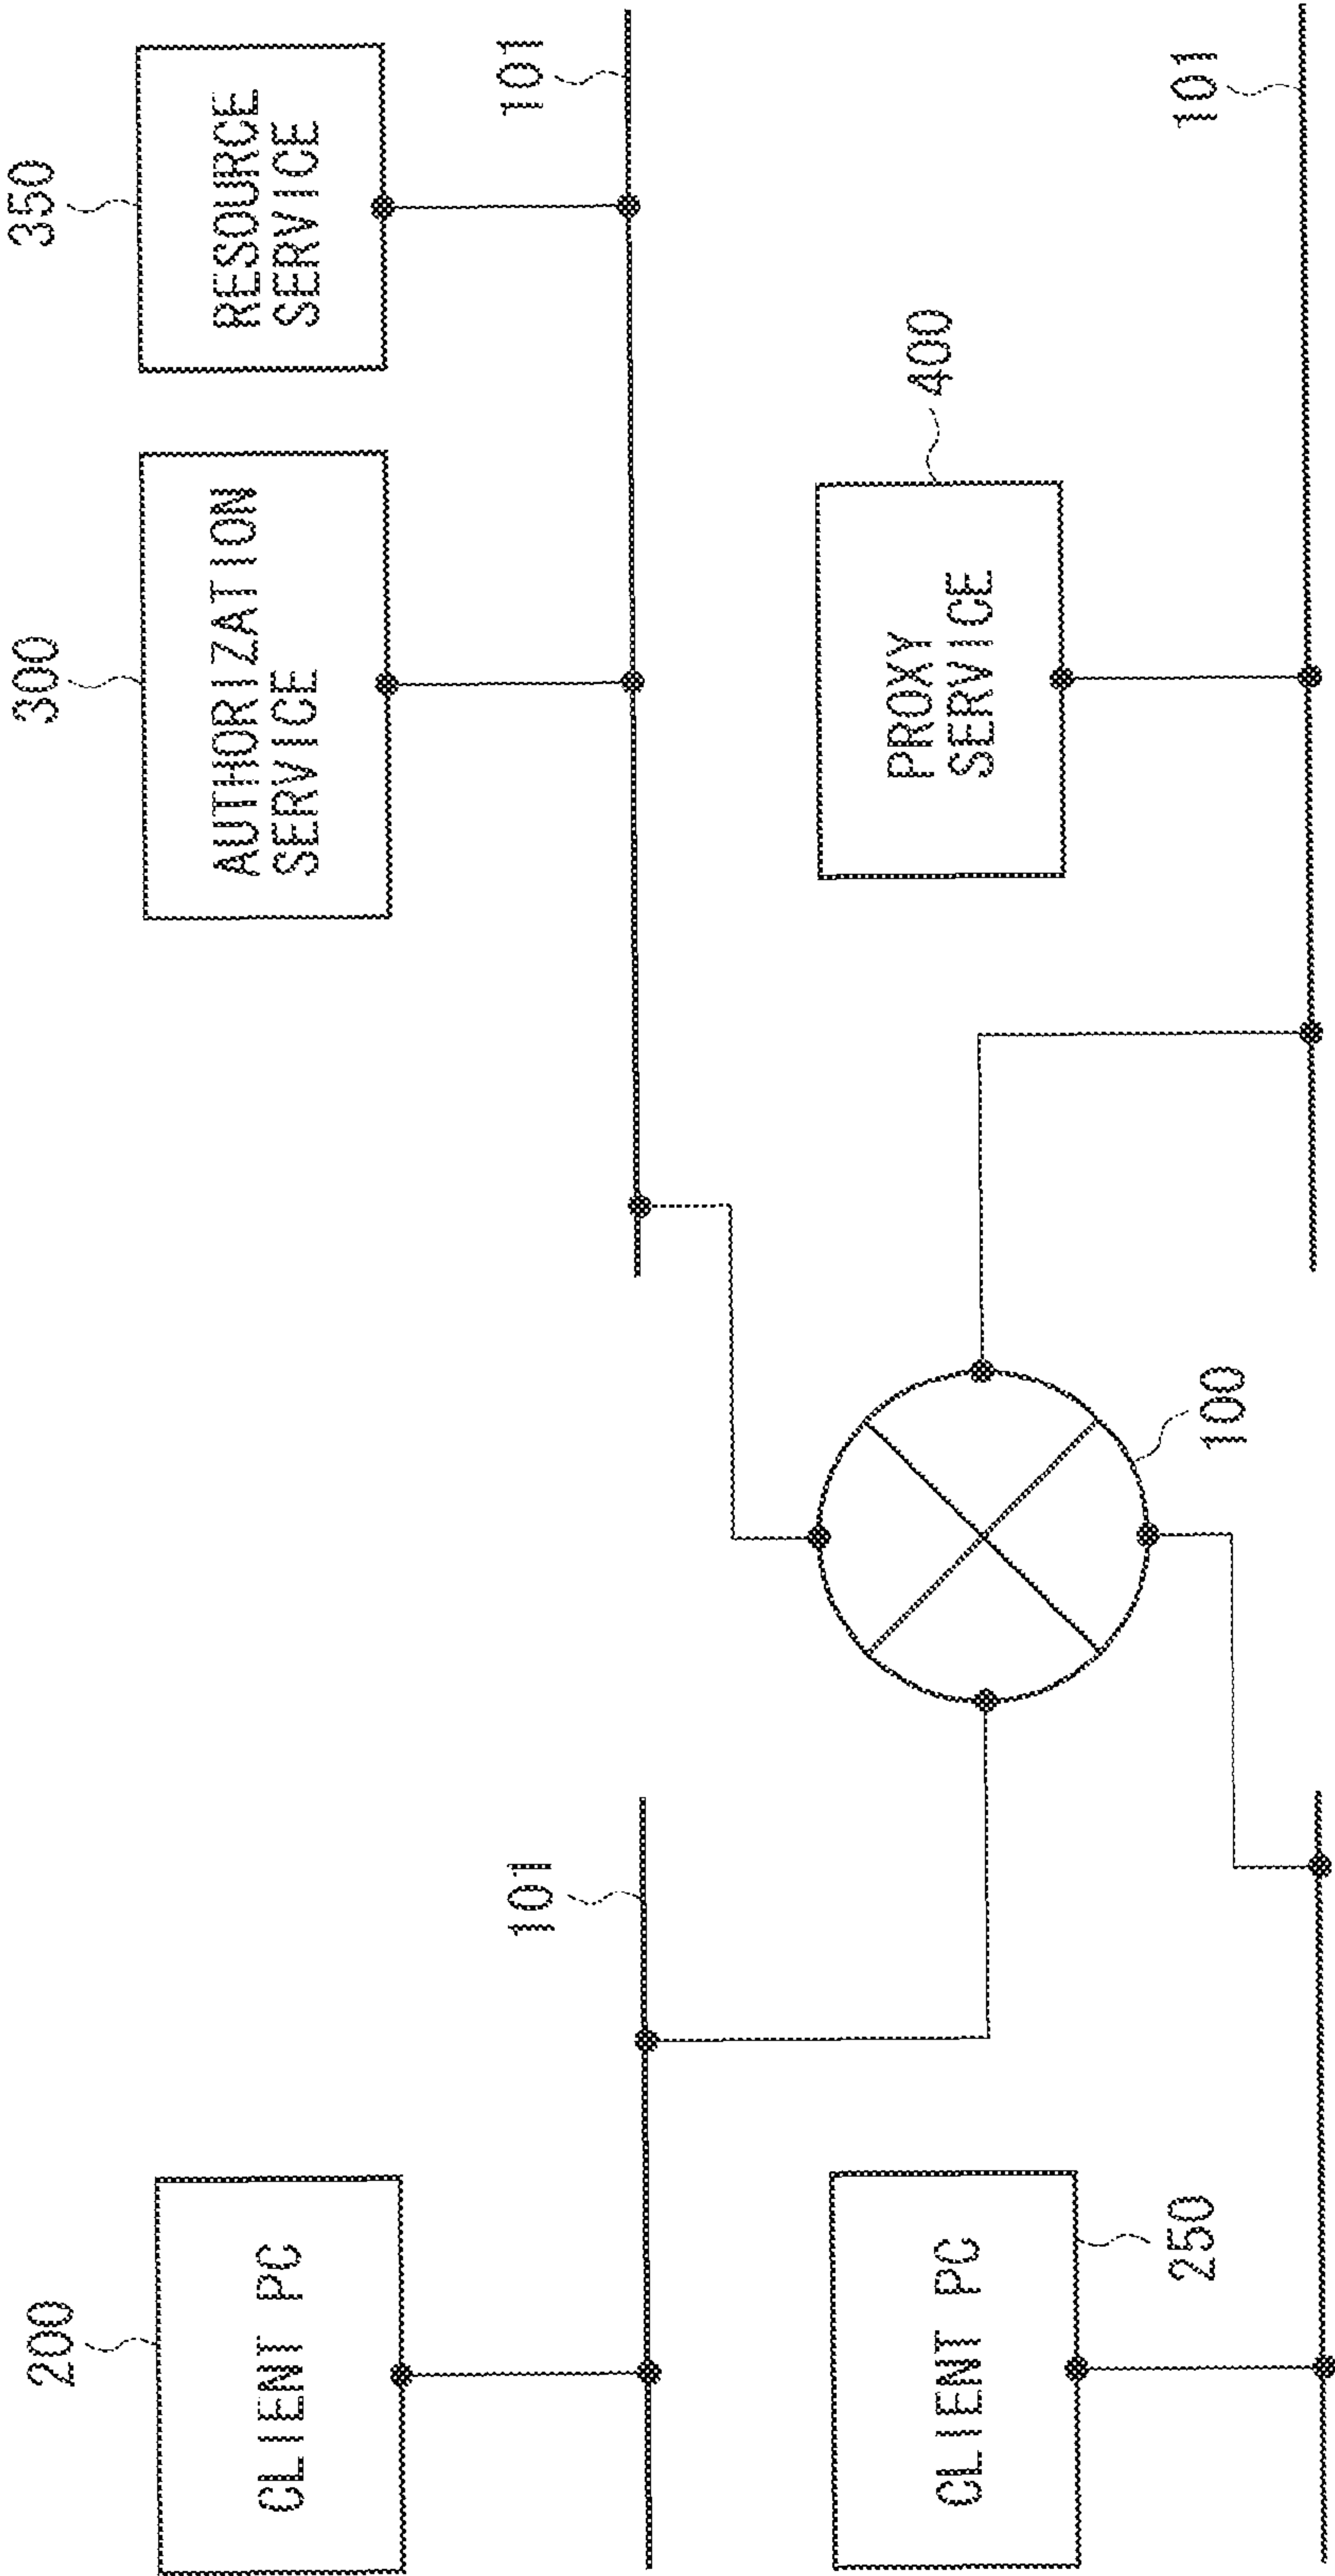 200
CLIENT PC
101
300
AUTHORIZATION
SERVICE
350
RESOURCE
SERVICE
101
CLIENT PC
250
100
PROXY
SERVICE
400
101